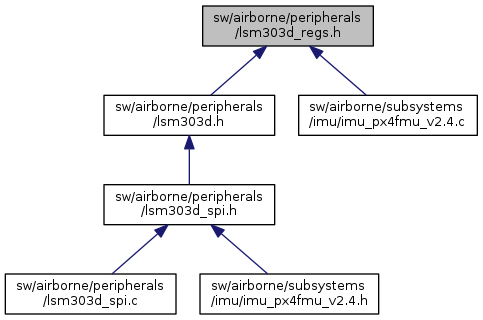 sw/airborne/peripherals
/lsm303d_regs.h
sw/airborne/peripherals
/lsm303d.h
sw/airborne/subsystems
/imu/imu_px4fmu_v2.4.c
sw/airborne/peripherals
/lsm303d_spi.h
sw/airborne/peripherals
/lsm303d_spi.c
sw/airborne/subsystems
/imu/imu_px4fmu_v2.4.h